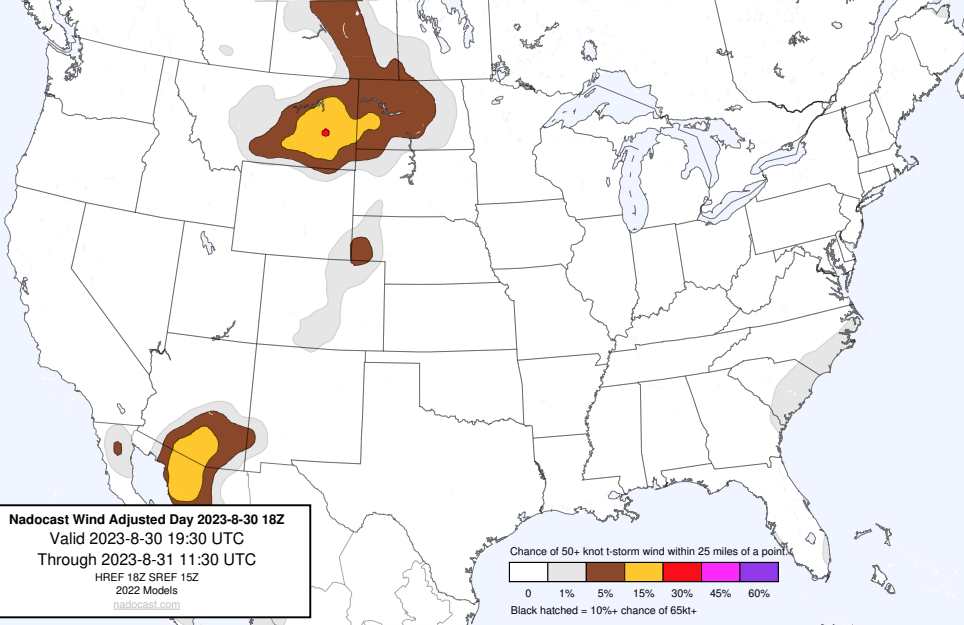 Nadocast Wind Adjusted Day 2023-8-30 18Z
Valid 2023-8-30 19:30 UTC
Through 2023-8-31 11:30 UTC
HREF 18Z SREF 15Z
2022 Models
nadocast.com
Chance of 50+ knot t-storm wind within 25 miles of a point.
0 1% 5% 15% 30% 45% 60%
Black hatched = 10%+ chance of 65kt+